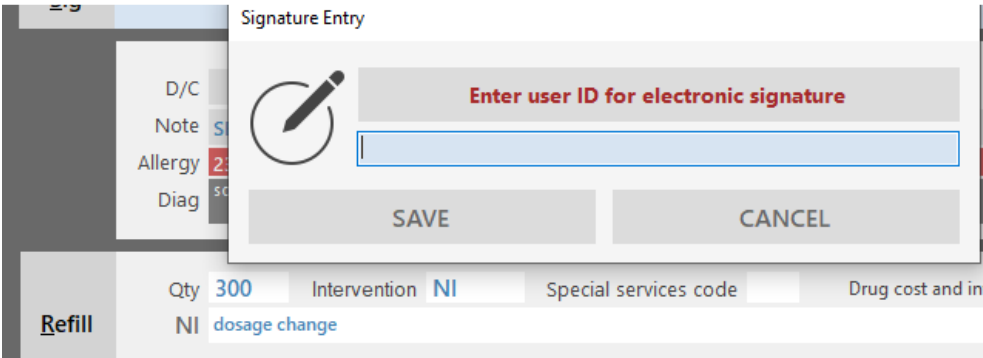 Signature Entry
D/C
Enter user ID for electronic signature
Note
Allergy
Diag
SAVE CANCEL
Qty 300 Intervention NI Special services code Drug cost and in
Refill NI dosage change